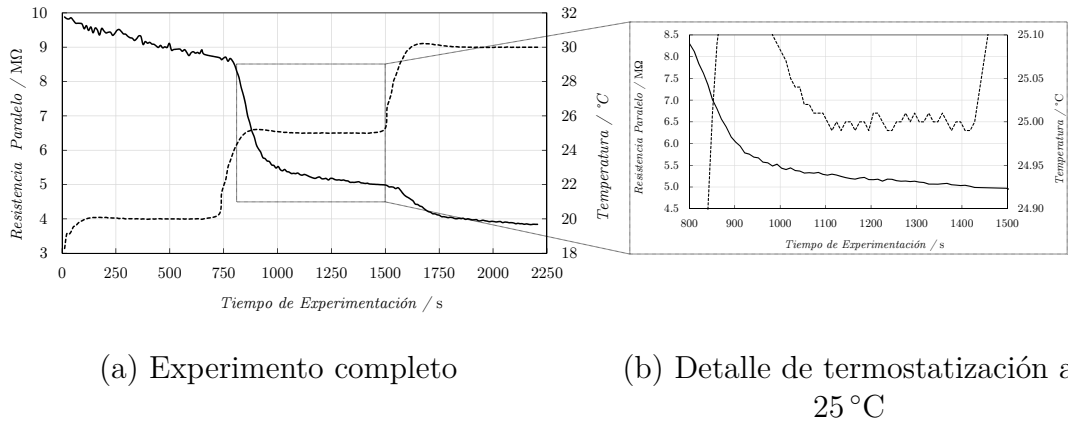 10
9
8
7
6
5
4
3
Resistencia Paralelo / MΩ
32
30
28
26
24
22
20
18
Temperatura / °C
0 250 500 750 1000 1250 1500 1750 2000 2250
Tiempo de Experimentación / s
8.5
8.0
7.5
7.0
6.5
6.0
5.5
5.0
4.5
Resistencia Paralelo / MΩ
25.10
25.05
25.00
24.95
24.90
Temperatura / °C
800 900 1000 1100 1200 1300 1400 1500
Tiempo de Experimentación / s
(a) Experimento completo
(b) Detalle de termostatización a
25 °C